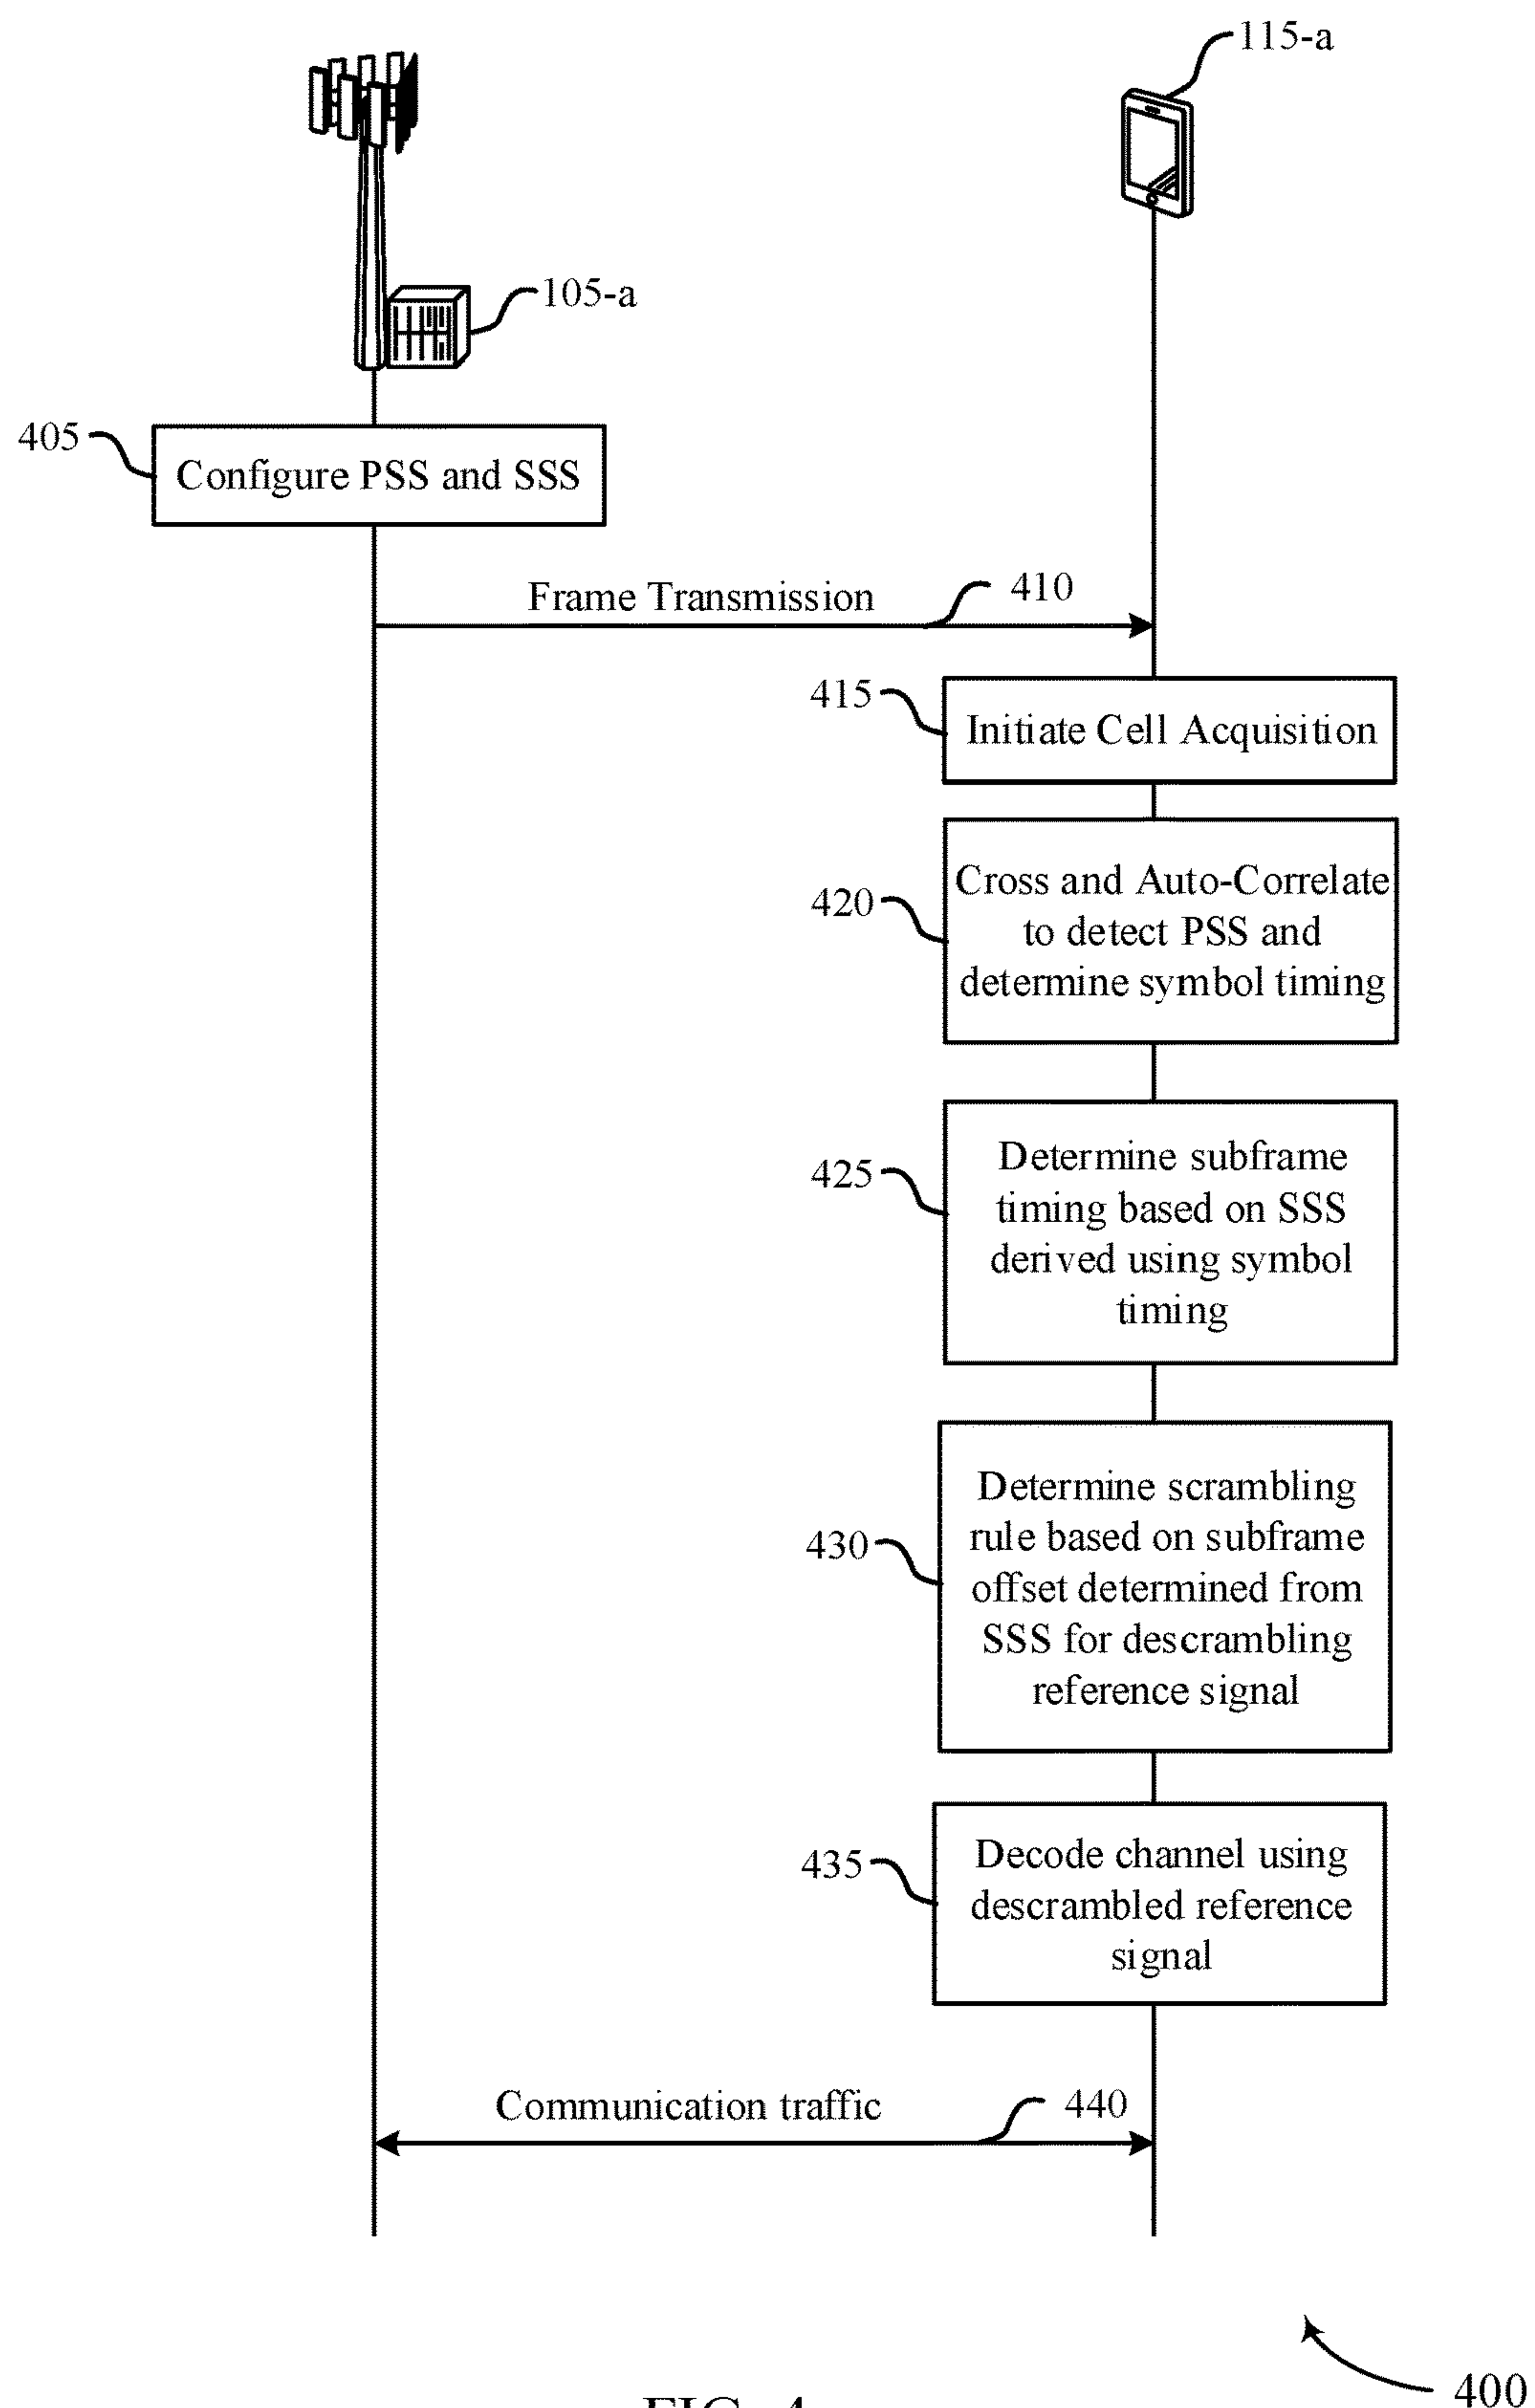 115-a
105-a
405
Configure PSS and SSS
Frame Transmission
410
415
Initiate Cell Acquisition
420
Cross and Auto-Correlate
to detect PSS and
determine symbol timing
425
Determine subframe
timing based on SSS
derived using symbol
timing
430
Determine scrambling
rule based on subframe
offset determined from
SSS for descrambling
reference signal
435
Decode channel using
descrambled reference
signal
Communication traffic
440
400
FIG. 4